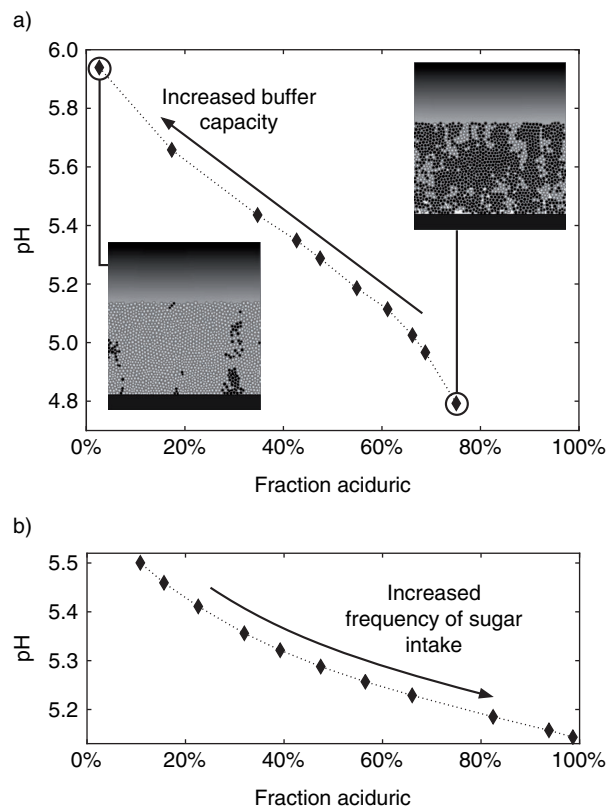 a)
6.0
5.8
5.6
5.4
5.2
5.0
4.8
pH
Increased buffer
capacity
0%
20%
40%
60%
80%
100%
Fraction aciduric
b)
5.5
5.4
5.3
5.2
pH
Increased
frequency of sugar
intake
0%
20%
40%
60%
80%
100%
Fraction aciduric